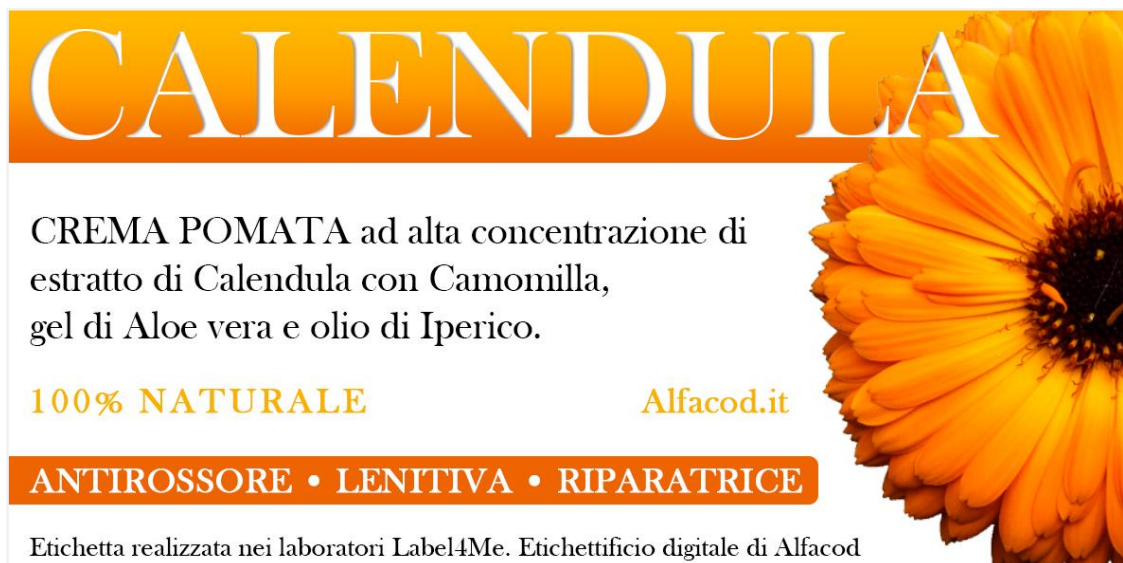 CALENDULA
CREMA POMATA ad alta concentrazione di
estratto di Calendula con Camomilla,
gel di Aloe vera e olio di Iperico.
100% NATURALE
Alfacod.it
ANTIROSSORE • LENITIVA • RIPARATRICE
Etichetta realizzata nei laboratori Label4Me. Etichettificio digitale di Alfacod